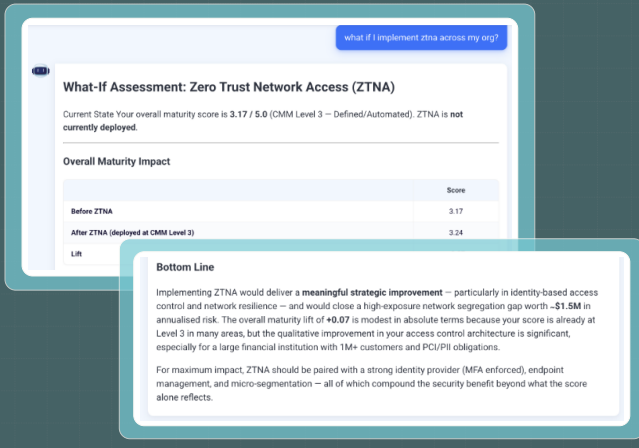 what if I implement ztna across my org?
What-If Assessment: Zero Trust Network Access (ZTNA)
Current State Your overall maturity score is 3.17 / 5.0 (CMM Level 3 — Defined/Automated). ZTNA is not
currently deployed.
Overall Maturity Impact
Score
Before ZTNA 3.17
After ZTNA (deployed at CMM Level 3) 3.24
Lift
Bottom Line
Implementing ZTNA would deliver a meaningful strategic improvement — particularly in identity-based access
control and network resilience — and would close a high-exposure network segregation gap worth ~$1.5M in
annualised risk. The overall maturity lift of +0.07 is modest in absolute terms because your score is already at
Level 3 in many areas, but the qualitative improvement in your access control architecture is significant,
especially for a large financial institution with 1M+ customers and PCI/PII obligations.
For maximum impact, ZTNA should be paired with a strong identity provider (MFA enforced), endpoint
management, and micro-segmentation — all of which compound the security benefit beyond what the score
alone reflects.